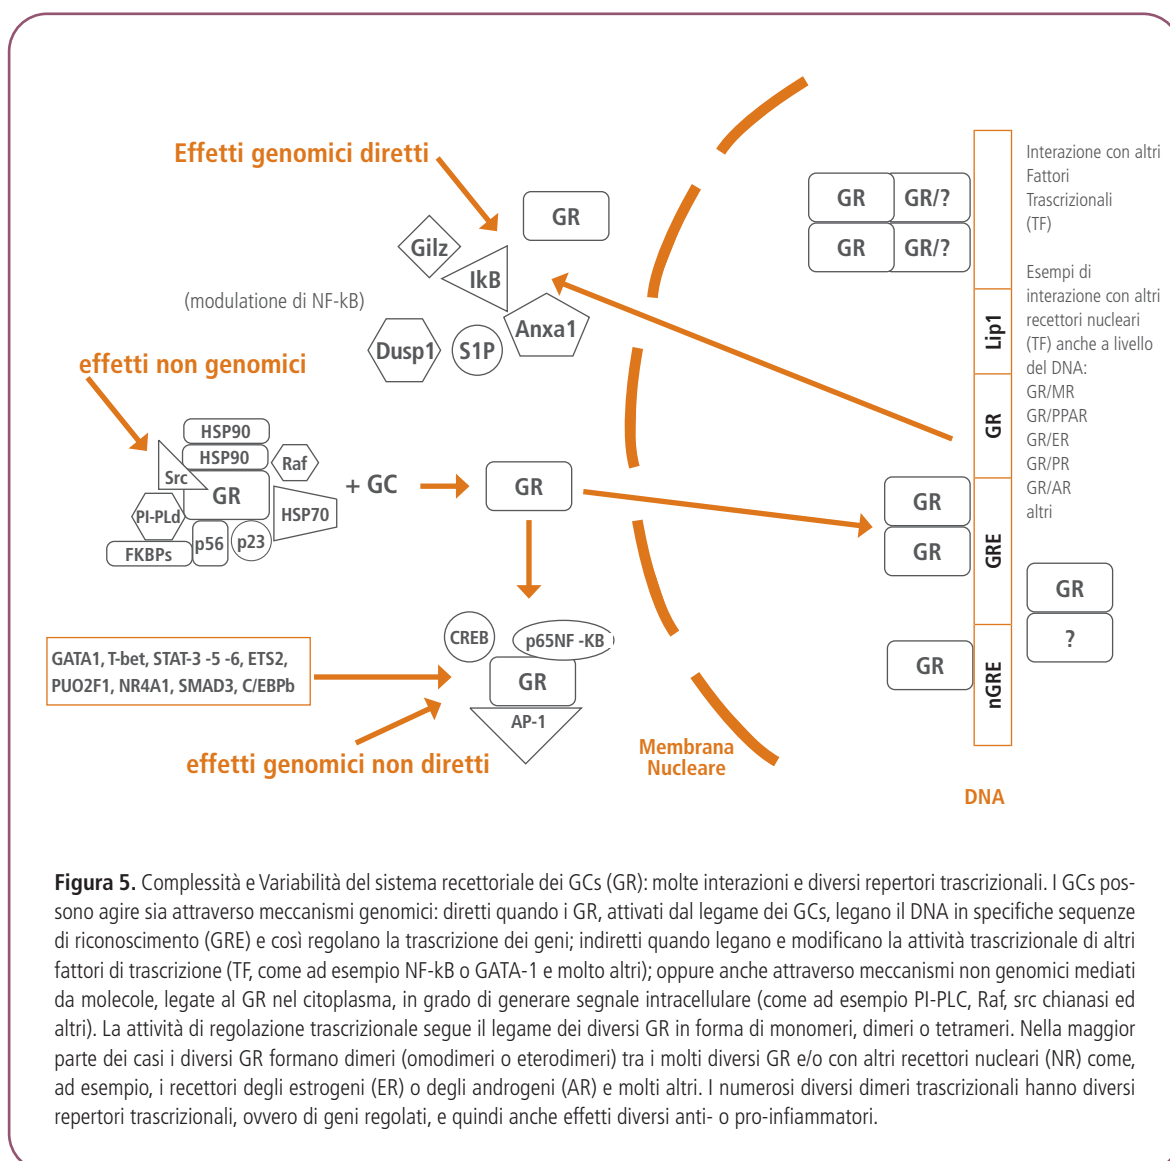 Effetti genomici diretti
GR
Gilz
IkB
(modulatione di NF-kB)
Anxa1
Dusp1
S1P
effetti non genomici
HSP90
HSP90
Src
Raf
GR
+ GC
GR
PI-PLd
HSP70
p56
p23
FKBPs
CREB
p65NF -KB
GATA1, T-bet, STAT-3 -5 -6, ETS2,
PUO2F1, NR4A1, SMAD3, C/EBPb
GR
AP-1
effetti genomici non diretti
Membrana
Nucleare
GR
GR/?
GR
GR/?
Lip1
GR
GR
GR
GRE
GR
nGRE
DNA
Interazione con altri
Fattori
Trascrizionali
(TF)
Esempi di
interazione con altri
recettori nucleari
(TF) anche a livello
del DNA:
GR/MR
GR/PPAR
GR/ER
GR/PR
GR/AR
altri
GR
?
Figura 5. Complessità e Variabilità del sistema recettoriale dei GCs (GR): molte interazioni e diversi repertori trascrizionali. I GCs pos-
sono agire sia attraverso meccanismi genomici: diretti quando i GR, attivati dal legame dei GCs, legano il DNA in specifiche sequenze
di riconoscimento (GRE) e così regolano la trascrizione dei geni; indiretti quando legano e modificano la attività trascrizionale di altri
fattori di trascrizione (TF, come ad esempio NF-kB o GATA-1 e molto altri); oppure anche attraverso meccanismi non genomici mediati
da molecole, legate al GR nel citoplasma, in grado di generare segnale intracellulare (come ad esempio PI-PLC, Raf, src chianasi ed
altri). La attività di regolazione trascrizionale segue il legame dei diversi GR in forma di monomeri, dimeri o tetrameri. Nella maggior
parte dei casi i diversi GR formano dimeri (omodimeri o eterodimeri) tra i molti diversi GR e/o con altri recettori nucleari (NR) come,
ad esempio, i recettori degli estrogeni (ER) o degli androgeni (AR) e molti altri. I numerosi diversi dimeri trascrizionali hanno diversi
repertori trascrizionali, ovvero di geni regolati, e quindi anche effetti diversi anti- o pro-infiammatori.